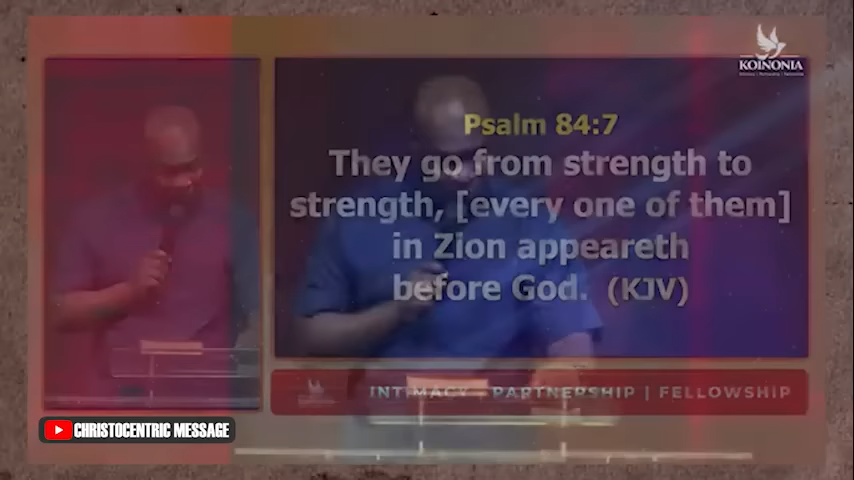 KOINONIA
Psalm 84:7
They go from strength to
strength, [every one of them]
in Zion appeareth
before God. (KJV)
INTIMACY | PARTNERSHIP | FELLOWSHIP
CHRISTOCENTRIC MESSAGE